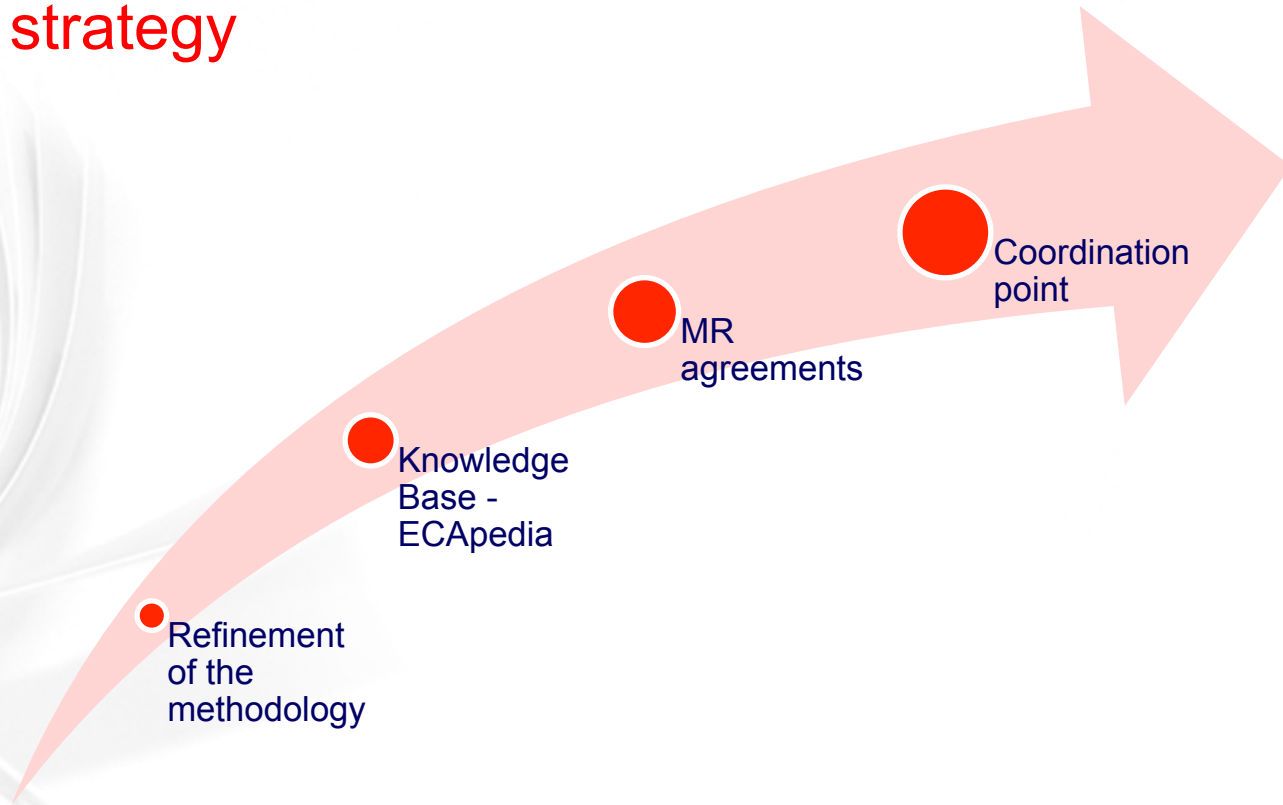 strategy
Coordination
point
MR
agreements
Knowledge
Base -
ECApedia
Refinement
of the
methodology